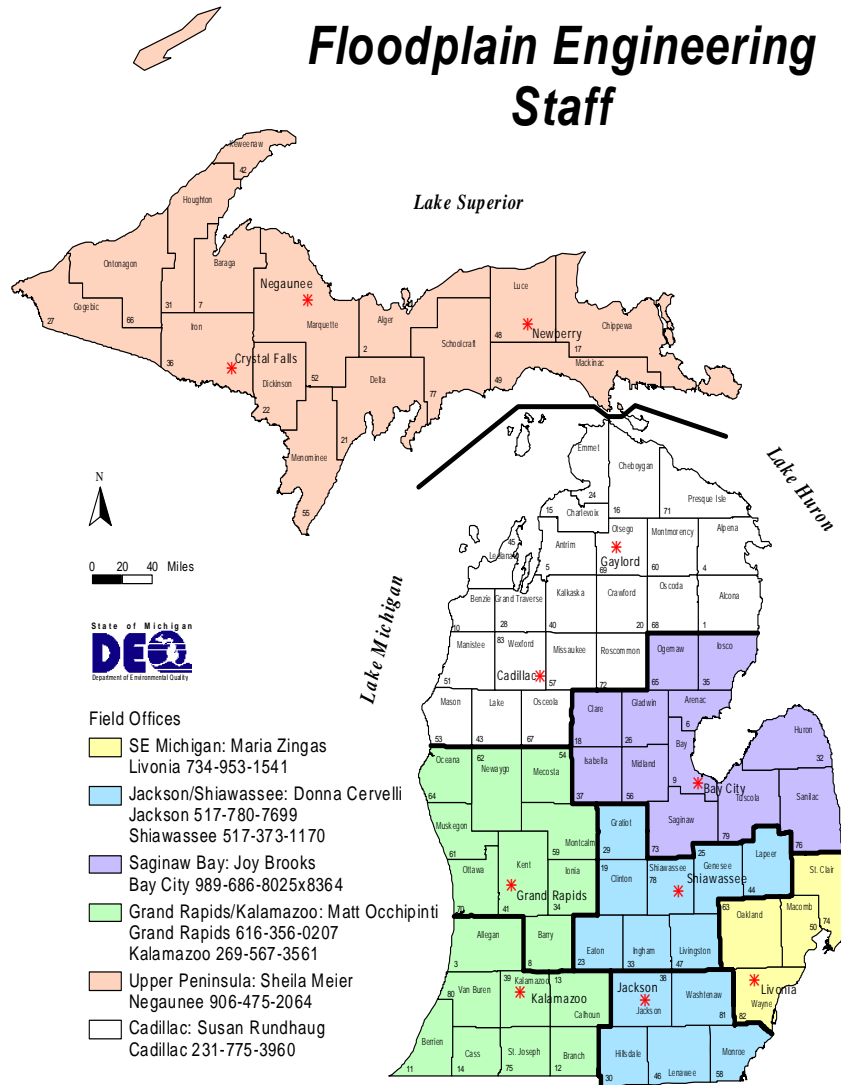 Floodplain Engineering
Staff
Keweenaw
42
Houghton
Lake Superior
Ontonagon
Baraga
Luce
Negaunee
Gogebic
31
7
Marquette
Alger
Chippewa
27
66
Iron
Schoolcraft
48
Newberry
2
17
36
Crystal Falls
Mackinac
Dickinson
52
Delta
49
77
22
21
Menominee
55
Emmet
Cheboygan
Lake Huron
N
24
Presque Isle
15
16
71
Charlevoix
Otsego
Montmorency
Alpena
45
Antrim
Leelanau
5
69
Gaylord
60
4
0 20 40 Miles
Kalkaska
Crawford
Oscoda
Alcona
Benzie
Grand Traverse
10
28
40
20
68
1
Lake Michigan
State of Michigan
DEQ
Department of Environmental Quality
Manistee
83
Wexford
Missaukee
Roscommon
Ogemaw
Iosco
51
Cadillac
57
72
65
35
Mason
Lake
Osceola
Clare
Gladwin
Arenac
53
43
67
18
26
6
Field Offices
SE Michigan: Maria Zingas
Livonia 734-953-1541
Jackson/Shiawassee: Donna Cervelli
Jackson 517-780-7699
Shiawassee 517-373-1170
Saginaw Bay: Joy Brooks
Bay City 989-686-8025x8364
Grand Rapids/Kalamazoo: Matt Occhipinti
Grand Rapids 616-356-0207
Kalamazoo 269-567-3561
Upper Peninsula: Sheila Meier
Negaunee 906-475-2064
Cadillac: Susan Rundhaug
Cadillac 231-775-3960
Oceana
62
54
Newaygo
Mecosta
Isabella
Midland
Bay
Huron
32
64
37
56
9
Bay City
Tuscola
Sanilac
Muskegon
Gratiot
Saginaw
61
Montcalm
59
29
73
79
76
Kent
Ionia
19
Shiawassee
25
Genesee
Lapeer
St. Clair
Ottawa
Clinton
78
Shiawassee
44
70
41
Grand Rapids
34
63
Oakland
Macomb
74
50
Allegan
Barry
Eaton
Ingham
Livingston
3
8
23
33
47
80
Van Buren
39
Kalamazoo
13
Jackson
38
Washtenaw
Livonia
Kalamazoo
Calhoun
Jackson
81
82
Wayne
Berrien
Cass
St. Joseph
Branch
Hillsdale
Lenawee
Monroe
11
14
75
12
30
46
58